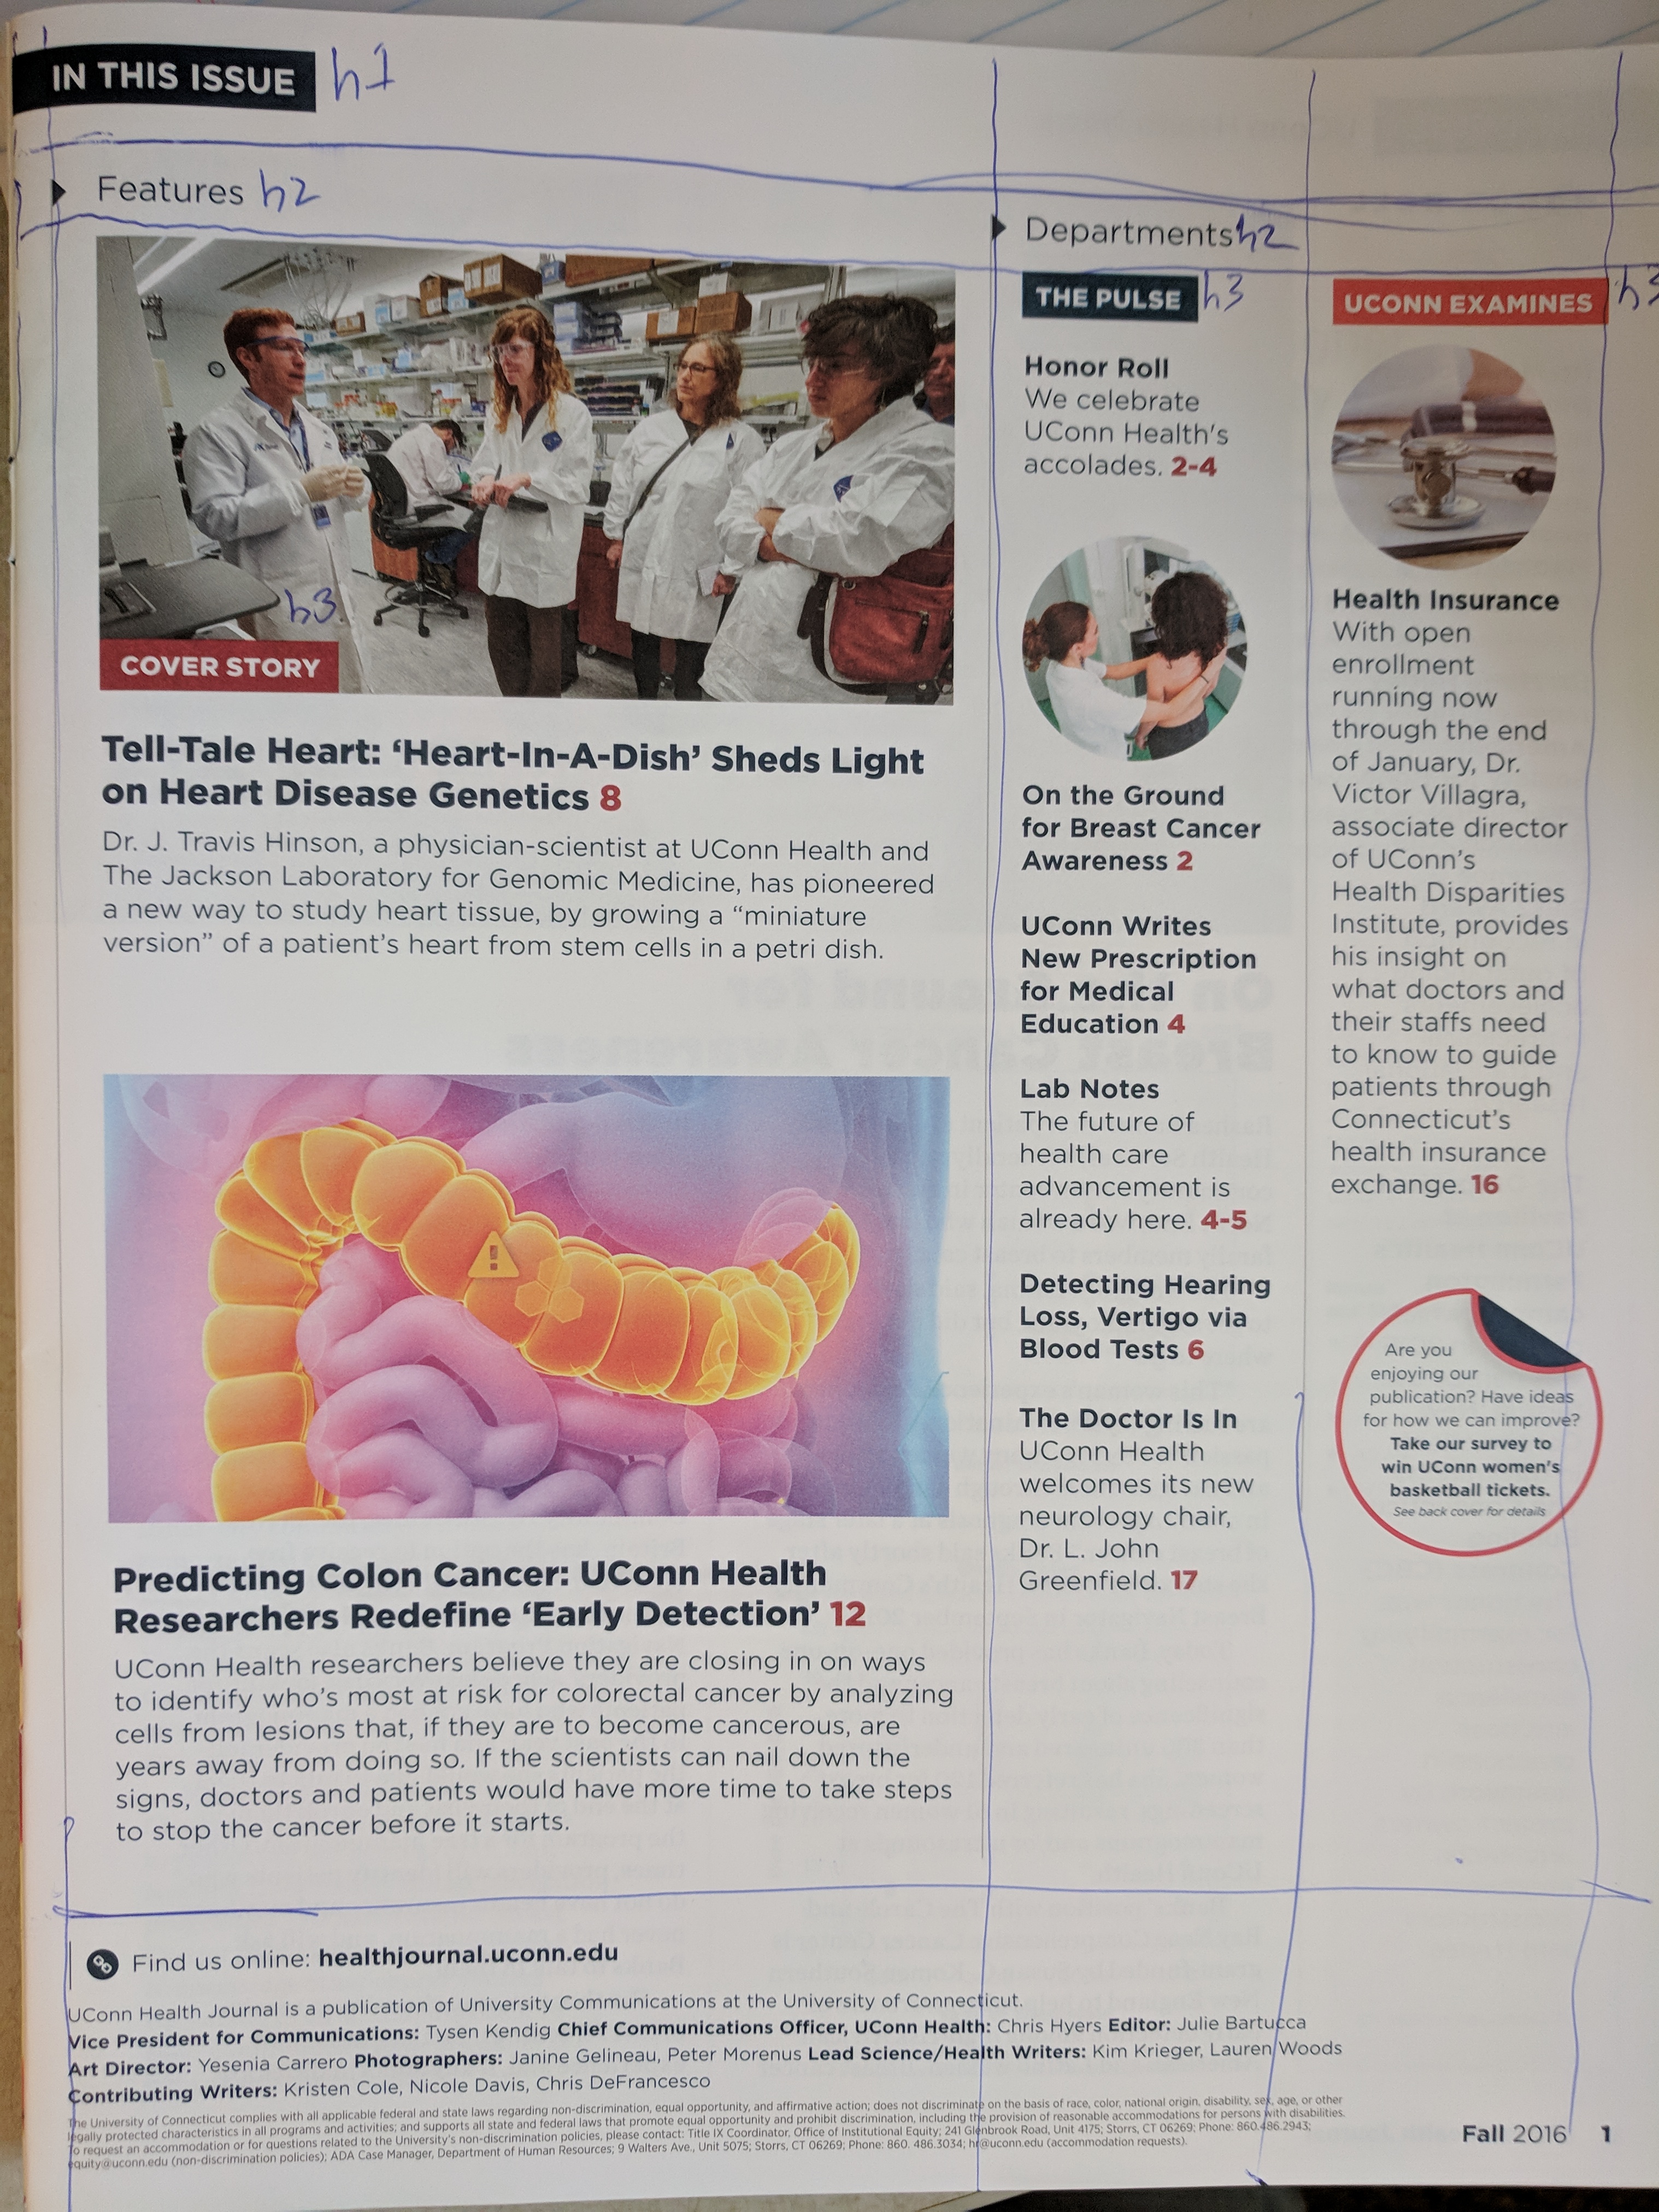 IN THIS ISSUE h1
Features h2
COVER STORY h3
Tell-Tale Heart: ‘Heart-In-A-Dish’ Sheds Light
on Heart Disease Genetics 8
Dr. J. Travis Hinson, a physician-scientist at UConn Health and
The Jackson Laboratory for Genomic Medicine, has pioneered
a new way to study heart tissue, by growing a “miniature
version” of a patient’s heart from stem cells in a petri dish.
Predicting Colon Cancer: UConn Health
Researchers Redefine ‘Early Detection’ 12
UConn Health researchers believe they are closing in on ways
to identify who’s most at risk for colorectal cancer by analyzing
cells from lesions that, if they are to become cancerous, are
years away from doing so. If the scientists can nail down the
signs, doctors and patients would have more time to take steps
to stop the cancer before it starts.
Departments h2
THE PULSE h3
Honor Roll
We celebrate
UConn Health’s
accolades. 2-4
On the Ground
for Breast Cancer
Awareness 2
UConn Writes
New Prescription
for Medical
Education 4
Lab Notes
The future of
health care
advancement is
already here. 4-5
Detecting Hearing
Loss, Vertigo via
Blood Tests 6
The Doctor Is In
UConn Health
welcomes its new
neurology chair,
Dr. L. John
Greenfield. 17
UCONN EXAMINES h3
Health Insurance
With open
enrollment
running now
through the end
of January, Dr.
Victor Villagra,
associate director
of UConn’s
Health Disparities
Institute, provides
his insight on
what doctors and
their staffs need
to know to guide
patients through
Connecticut’s
health insurance
exchange. 16
Are you
enjoying our
publication? Have ideas
for how we can improve?
Take our survey to
win UConn women’s
basketball tickets.
See back cover for details
Find us online: healthjournal.uconn.edu
UConn Health Journal is a publication of University Communications at the University of Connecticut.
Vice President for Communications: Tysen Kendig Chief Communications Officer, UConn Health: Chris Hyers Editor: Julie Bartucca
Art Director: Yesenia Carrero Photographers: Janine Gelineau, Peter Morenus Lead Science/Health Writers: Kim Krieger, Lauren Woods
Contributing Writers: Kristen Cole, Nicole Davis, Chris DeFrancesco
The University of Connecticut complies with all applicable federal and state laws regarding non-discrimination, equal opportunity, and affirmative action; does not discriminate on the basis of race, color, national origin, disability, sex, age, or other
legally protected characteristics in all programs and activities; and supports all state and federal laws that promote equal opportunity and prohibit discrimination, including the provision of reasonable accommodations for persons with disabilities.
To request an accommodation or for questions related to the University’s non-discrimination policies, please contact: Title IX Coordinator, Office of Institutional Equity; 241 Glenbrook Road, Unit 4175; Storrs, CT 06269; Phone: 860.486.2943;
equity@uconn.edu (non-discrimination policies); ADA Case Manager, Department of Human Resources; 9 Walters Ave., Unit 5075; Storrs, CT 06269; Phone: 860. 486.3034; hr@uconn.edu (accommodation requests).
Fall 2016 1